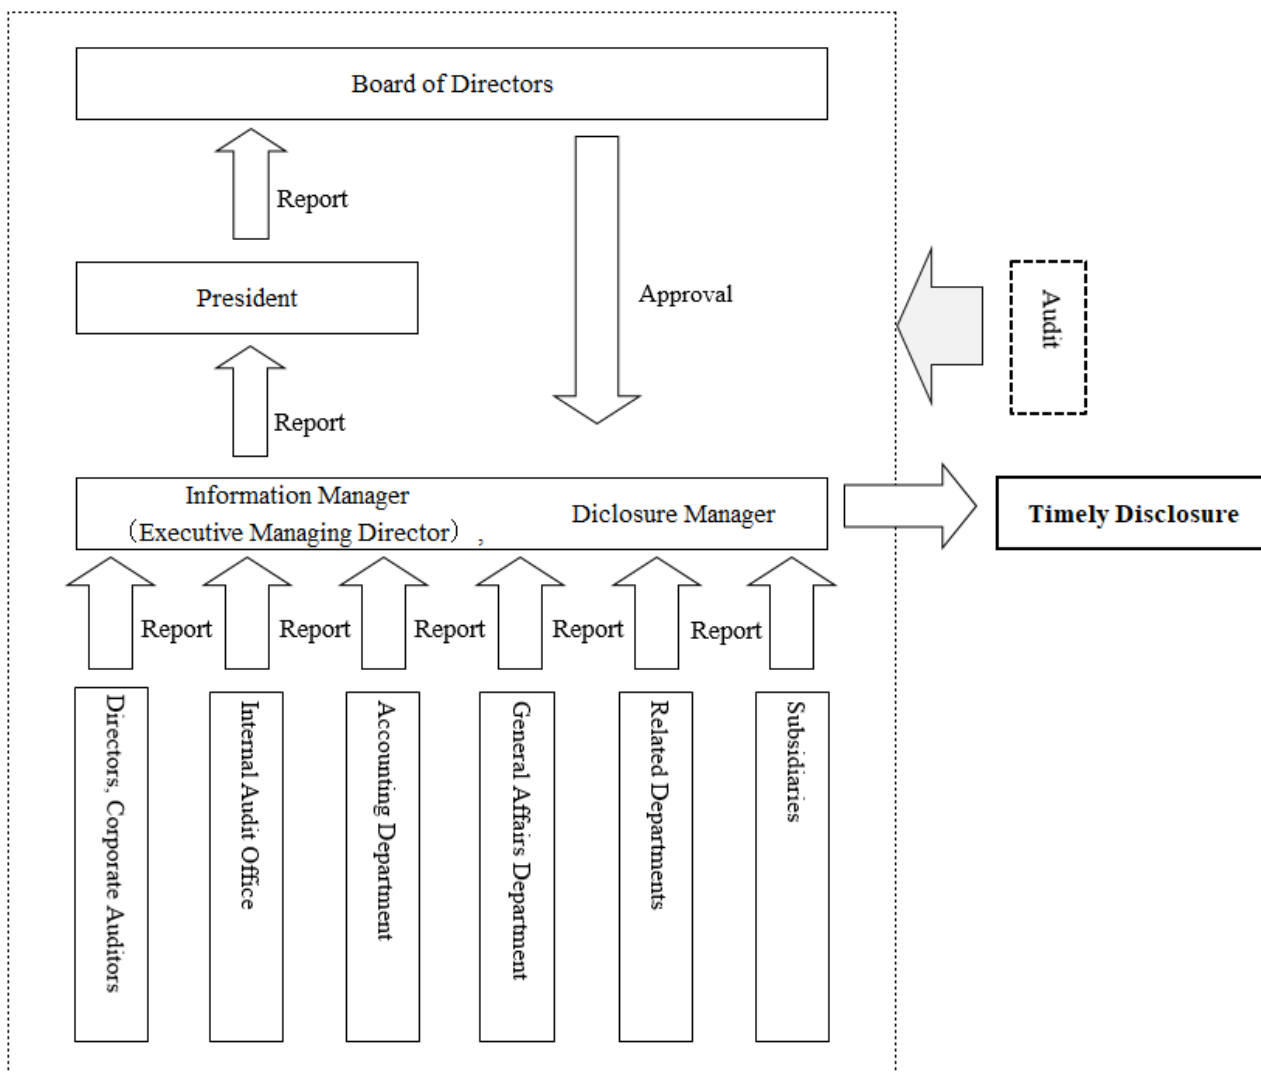 Board of Directors
Report
President
Approval
Audit
Report
Information Manager
（Executive Managing Director）,
Diclosure Manager
Timely Disclosure
Report
Report
Report
Report
Report
Directors, Corporate Auditors
Internal Audit Office
Accounting Department
General Affairs Department
Related Departments
Subsidiaries